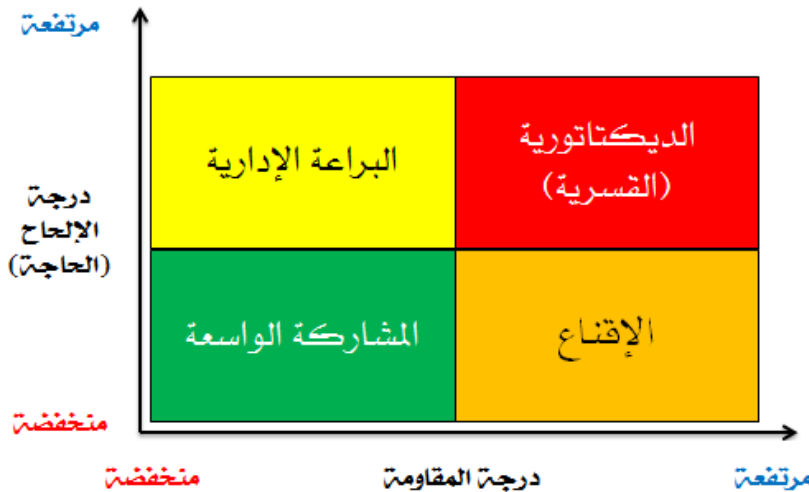 مرتفعة
الديكتاتورية
(القسرية)
البراعة الإدارية
درجة
الإلحاح
(الحاجة)
الإقناع
المشاركة الواسعة
منخفضة
مرتفعة
درجة المقاومة
منخفضة